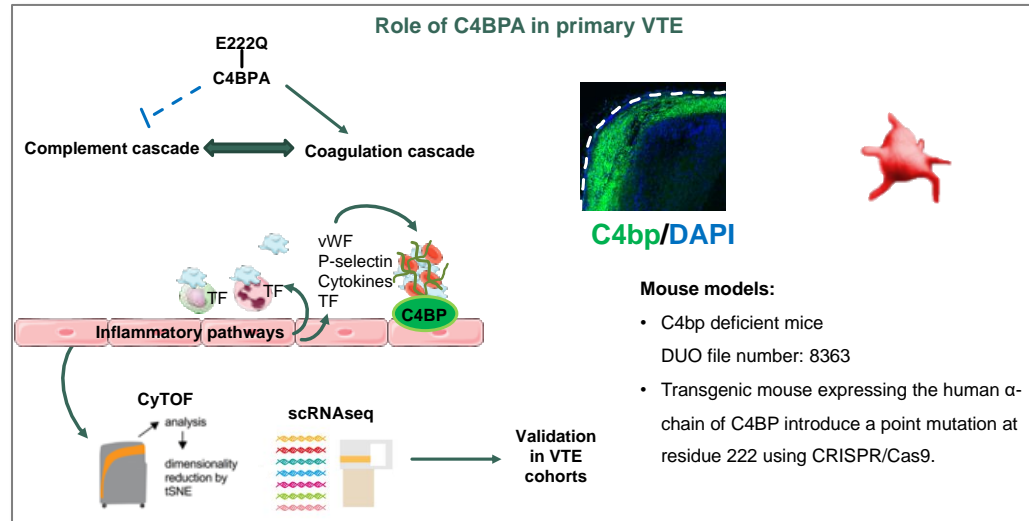 Role of C4BPA in primary VTE
E222Q
C4BPA
Complement cascade
Coagulation cascade
C4bp/DAPI
vWF
P-selectin
Cytokines
TF
TF
TF
C4BP
Inflammatory pathways
Mouse models:
• C4bp deficient mice
DUO file number: 8363
• Transgenic mouse expressing the human α-
chain of C4BP introduce a point mutation at
residue 222 using CRISPR/Cas9.
CyTOF
analysis
dimensionality
reduction by
tSNE
scRNAseq
Validation
in VTE
cohorts